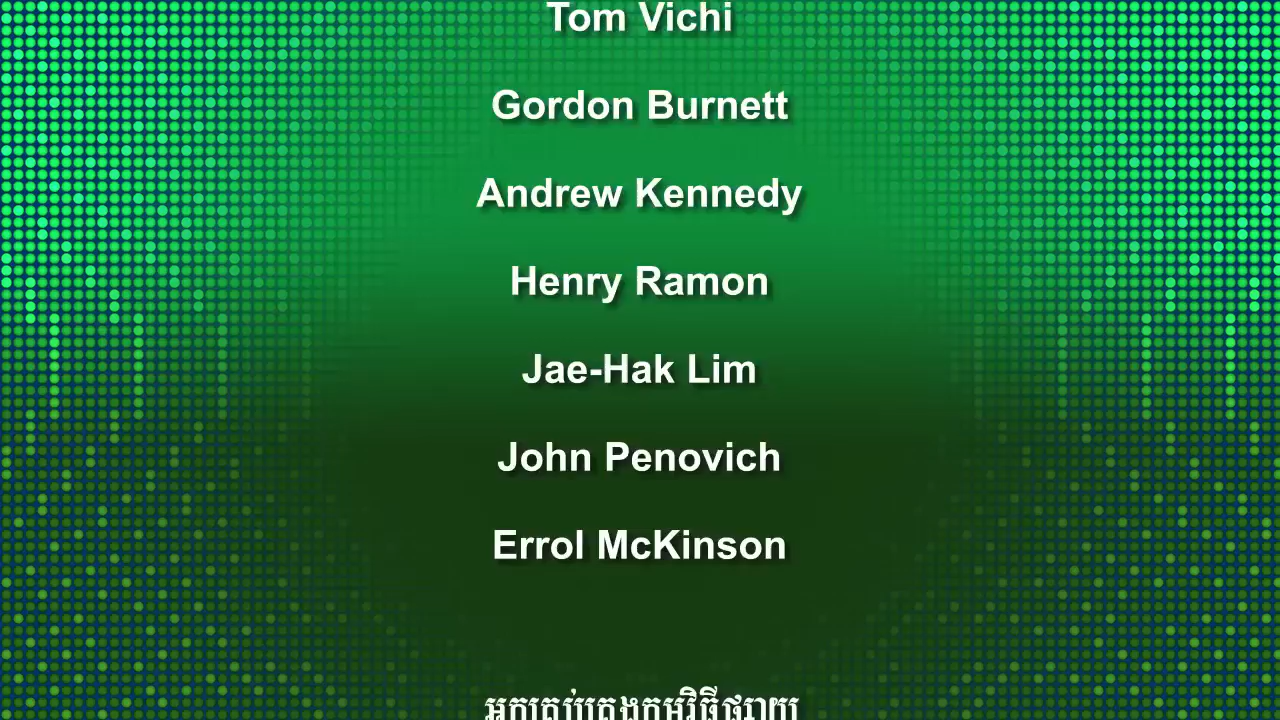 Tom Vichi
Gordon Burnett
Andrew Kennedy
Henry Ramon
Jae-Hak Lim
John Penovich
Errol McKinson